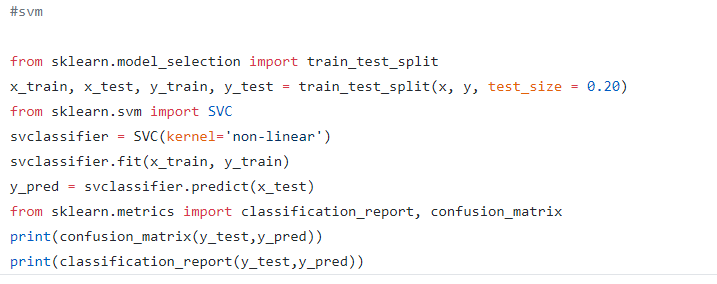 #svm
from sklearn.model_selection import train_test_split
x_train, x_test, y_train, y_test = train_test_split(x, y, test_size = 0.20)
from sklearn.svm import SVC
svclassifier = SVC(kernel='non-linear')
svclassifier.fit(x_train, y_train)
y_pred = svclassifier.predict(x_test)
from sklearn.metrics import classification_report, confusion_matrix
print(confusion_matrix(y_test,y_pred))
print(classification_report(y_test,y_pred))